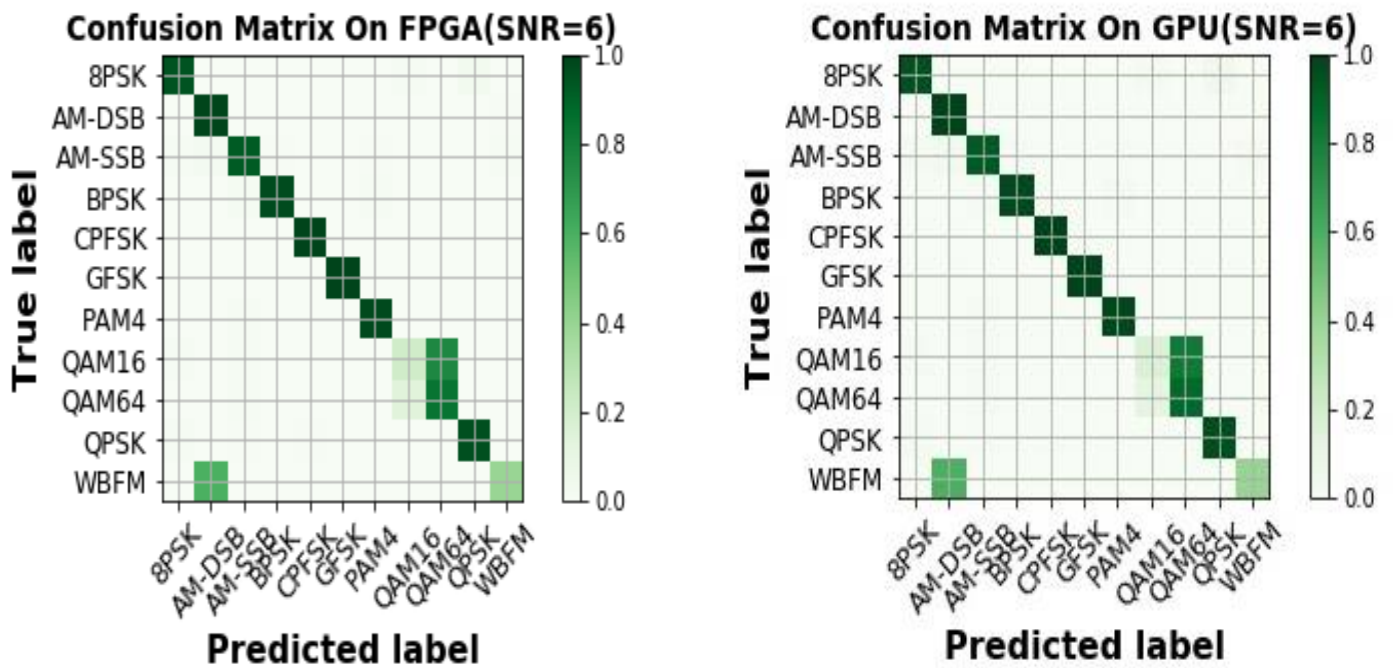 Confusion Matrix On FPGA(SNR=6)
True label
8PSK
AM-DSB
AM-SSB
BPSK
CPFSK
GFSK
PAM4
QAM16
QAM64
QPSK
WBFM
8PSK
AM-DSB
AM-SSB
BPSK
CPFSK
GFSK
PAM4
QAM16
QAM64
QPSK
WBFM
Predicted label
1.0
0.8
0.6
0.4
0.2
0.0
Confusion Matrix On GPU(SNR=6)
True label
8PSK
AM-DSB
AM-SSB
BPSK
CPFSK
GFSK
PAM4
QAM16
QAM64
QPSK
WBFM
8PSK
AM-DSB
AM-SSB
BPSK
CPFSK
GFSK
PAM4
QAM16
QAM64
QPSK
WBFM
Predicted label
1.0
0.8
0.6
0.4
0.2
0.0